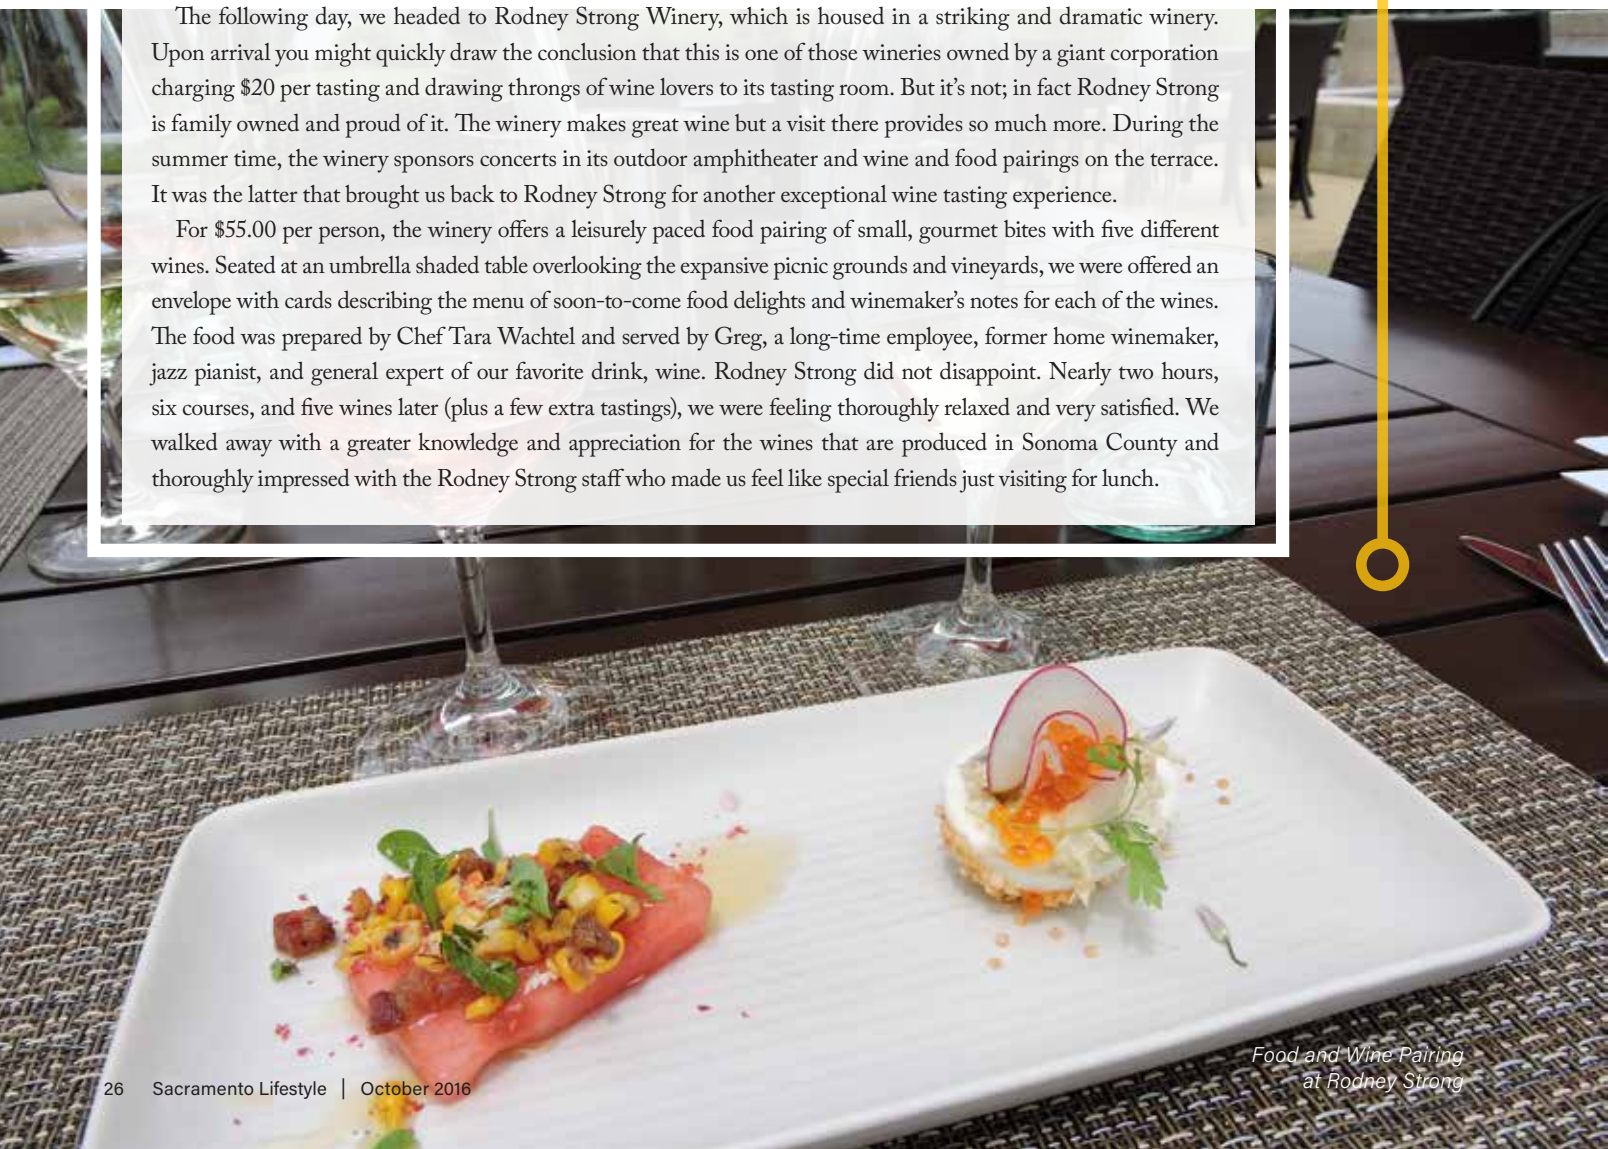 The following day, we headed to Rodney Strong Winery, which is housed in a striking and dramatic winery.
Upon arrival you might quickly draw the conclusion that this is one of those wineries owned by a giant corporation
charging $20 per tasting and drawing throngs of wine lovers to its tasting room. But it’s not; in fact Rodney Strong
is family owned and proud of it. The winery makes great wine but a visit there provides so much more. During the
summer time, the winery sponsors concerts in its outdoor amphitheater and wine and food pairings on the terrace.
It was the latter that brought us back to Rodney Strong for another exceptional wine tasting experience.
For $55.00 per person, the winery offers a leisurely paced food pairing of small, gourmet bites with five different
wines. Seated at an umbrella shaded table overlooking the expansive picnic grounds and vineyards, we were offered an
envelope with cards describing the menu of soon-to-come food delights and winemaker’s notes for each of the wines.
The food was prepared by Chef Tara Wachtel and served by Greg, a long-time employee, former home winemaker,
jazz pianist, and general expert of our favorite drink, wine. Rodney Strong did not disappoint. Nearly two hours,
six courses, and five wines later (plus a few extra tastings), we were feeling thoroughly relaxed and very satisfied. We
walked away with a greater knowledge and appreciation for the wines that are produced in Sonoma County and
thoroughly impressed with the Rodney Strong staff who made us feel like special friends just visiting for lunch.
Food and Wine Pairing
at Rodney Strong
26 Sacramento Lifestyle | October 2016